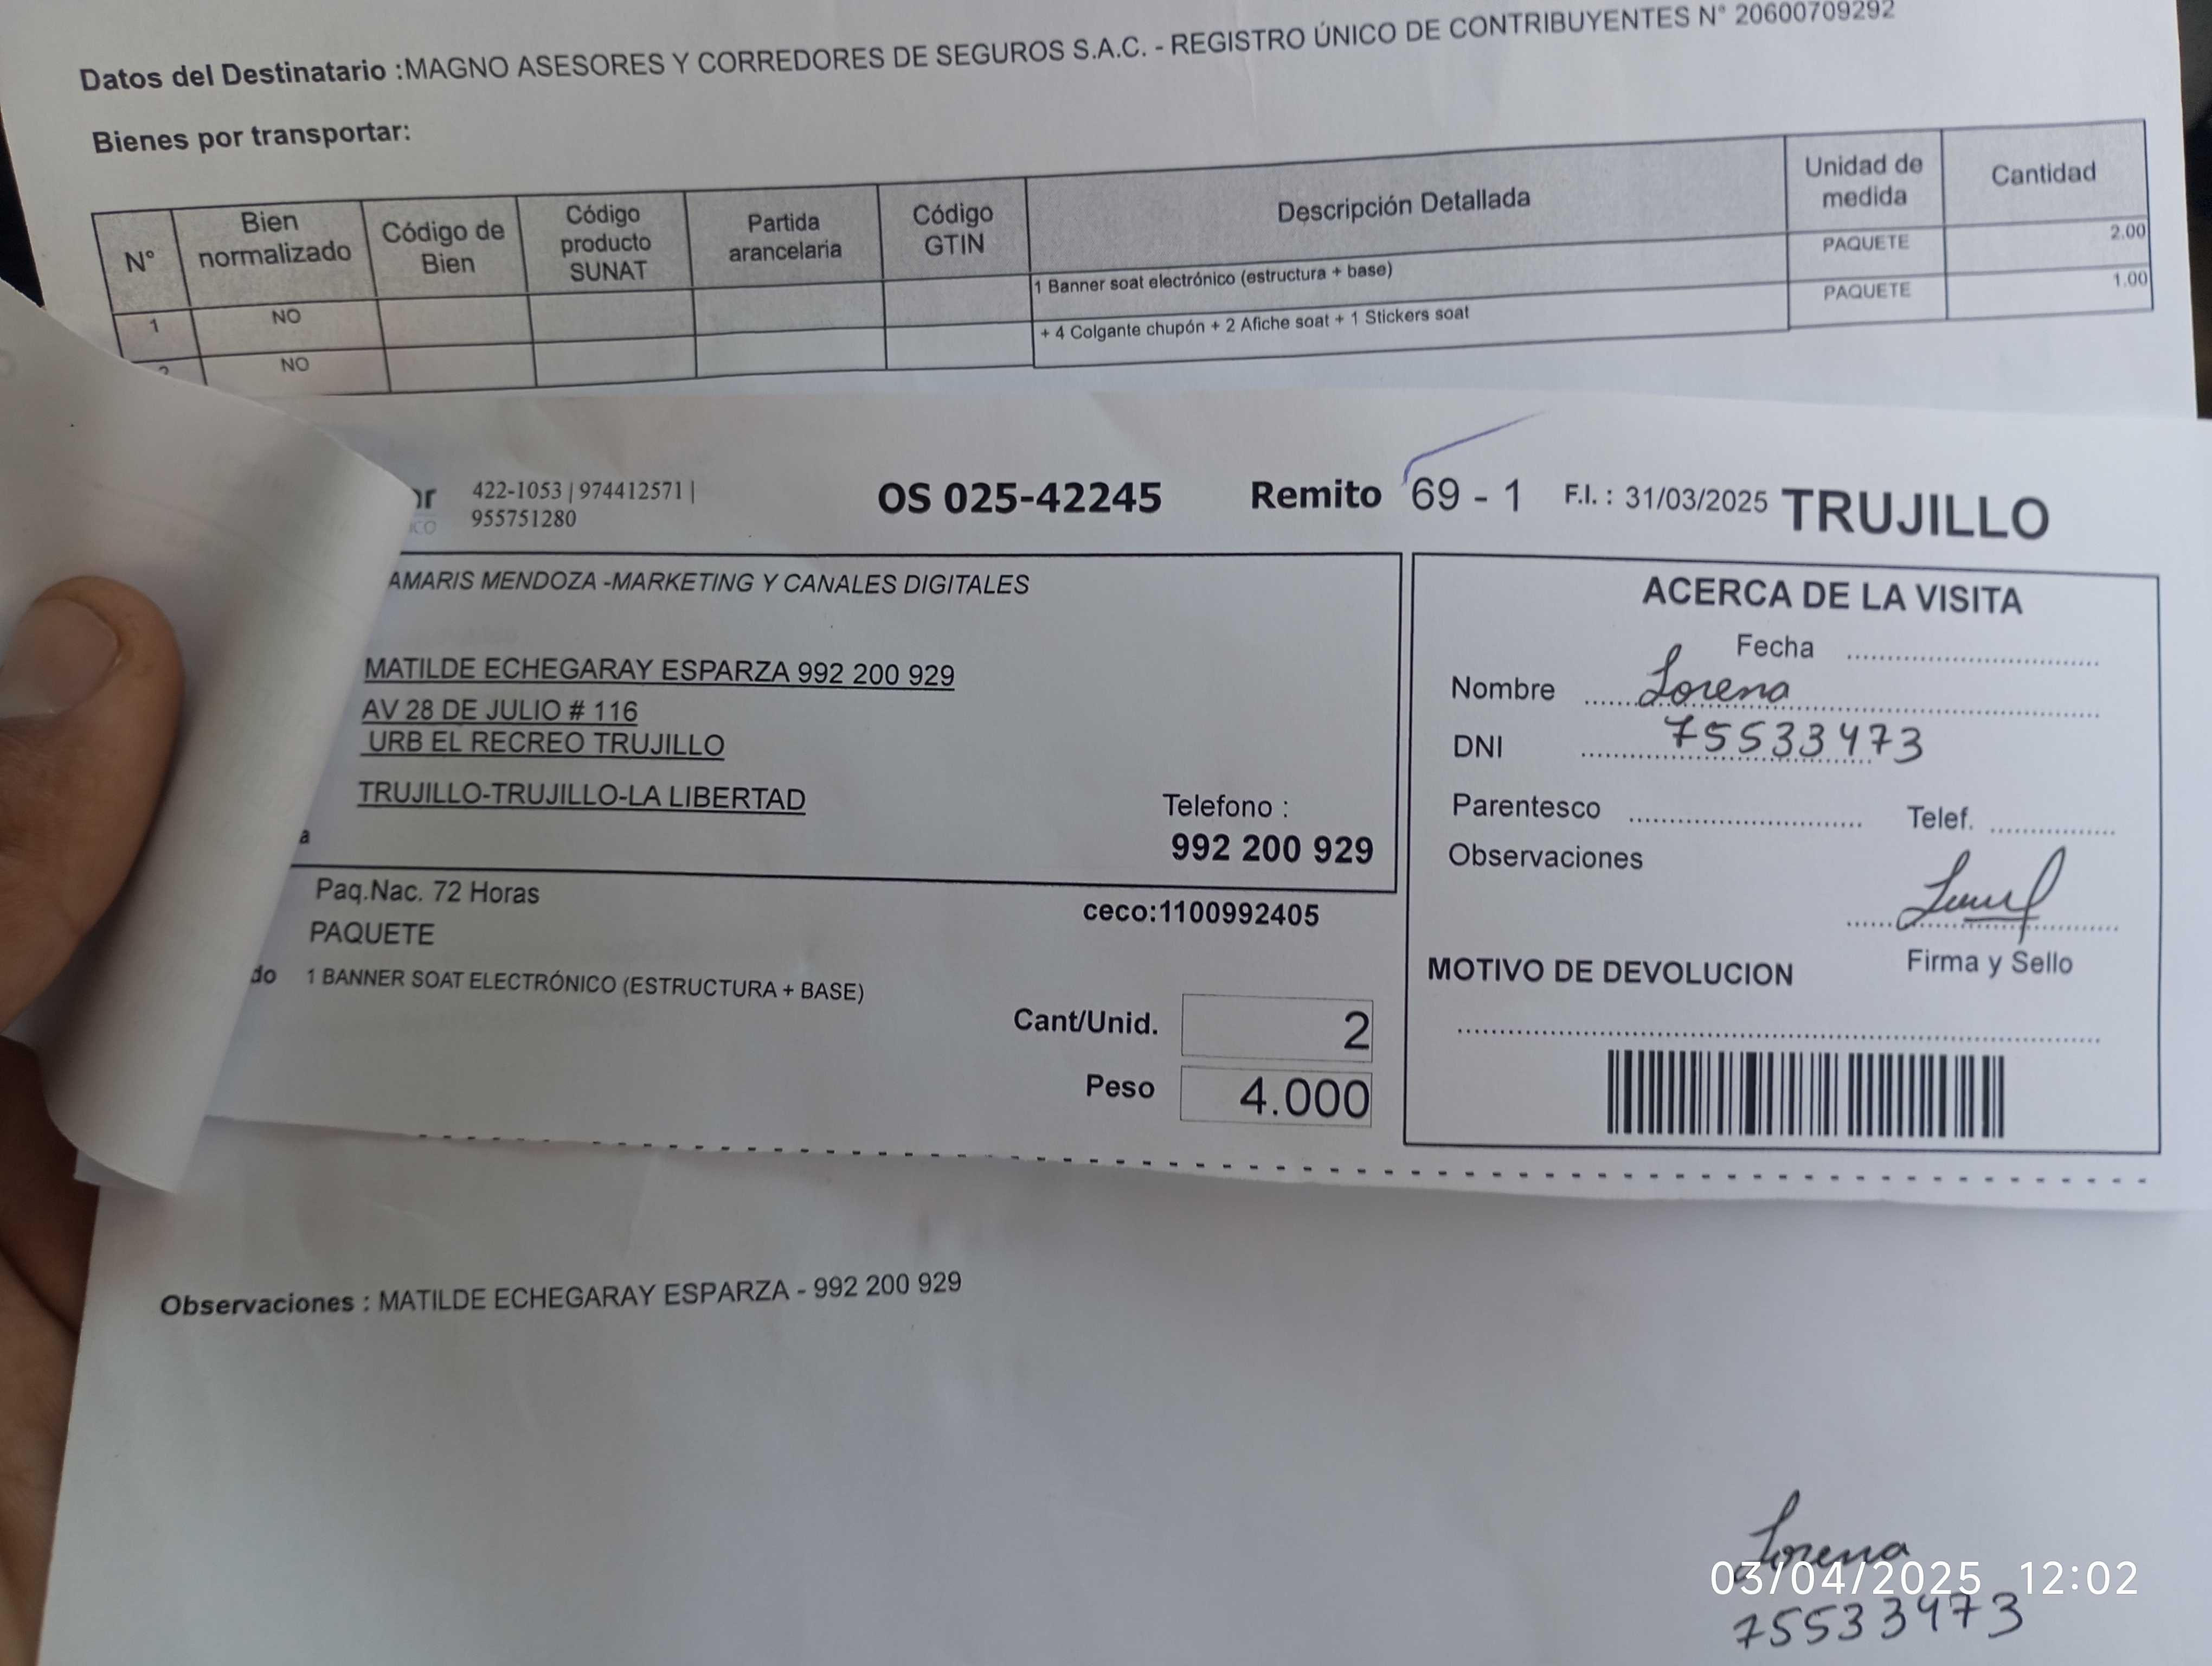 Datos del Destinatario :MAGNO ASESORES Y CORREDORES DE SEGUROS S.A.C. - REGISTRO ÚNICO DE CONTRIBUYENTES N° 20600709292
Bienes por transportar:
N° Bien normalizado Código de Bien Código producto SUNAT Partida arancelaria Código GTIN Descripción Detallada Unidad de medida Cantidad
1 NO 1 Banner soat electrónico (estructura + base) PAQUETE 2.00
2 NO + 4 Colgante chupón + 2 Afiche soat + 1 Stickers soat PAQUETE 1.00
422-1053 | 974412571 |
955751280
OS 025-42245 Remito 69 - 1 F.I. : 31/03/2025 TRUJILLO
AMARIS MENDOZA -MARKETING Y CANALES DIGITALES
MATILDE ECHEGARAY ESPARZA 992 200 929
AV 28 DE JULIO # 116
URB EL RECREO TRUJILLO
TRUJILLO-TRUJILLO-LA LIBERTAD
Telefono :
992 200 929
a
Paq.Nac. 72 Horas
ceco:1100992405
PAQUETE
do 1 BANNER SOAT ELECTRÓNICO (ESTRUCTURA + BASE)
Cant/Unid. 2
Peso 4.000
ACERCA DE LA VISITA
Fecha
Nombre Lorena
DNI 75533473
Parentesco Telef.
Observaciones
Firma y Sello
MOTIVO DE DEVOLUCION
Observaciones : MATILDE ECHEGARAY ESPARZA - 992 200 929
Lorena
03/04/2025 12:02
75533973